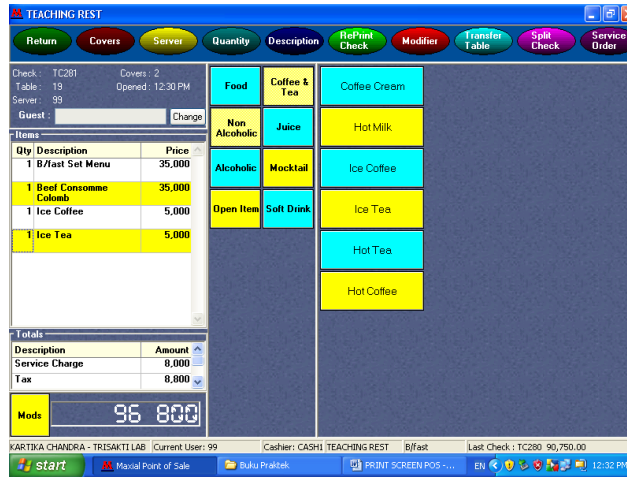 TEACHING REST
Return Covers Server Quantity Description RePrint Check Modifier Transfer Table Split Check Service Order
Check : TC281 Covers : 2
Table : 19 Opened : 12:30 PM
Server : 99
Guest : Change
Items
Qty Description Price
1 B/fast Set Menu 35,000
1 Beef Consomme Colomb 35,000
1 Ice Coffee 5,000
1 Ice Tea 5,000
Totals
Description Amount
Service Charge 8,000
Tax 8,800
Mods 96 800
Food Coffee & Tea
Non Alcoholic Juice
Alcoholic Mocktail
Open Item Soft Drink
Coffee Cream
Hot Milk
Ice Coffee
Ice Tea
Hot Tea
Hot Coffee
KARTIKA CHANDRA - TRISAKTI LAB Current User: 99 Cashier: CASH1 TEACHING REST B/fast Last Check : TC280 90,750.00
start Maxial Point of Sale Buku Praktek PRINT SCREEN POS -... EN 12:32 PM